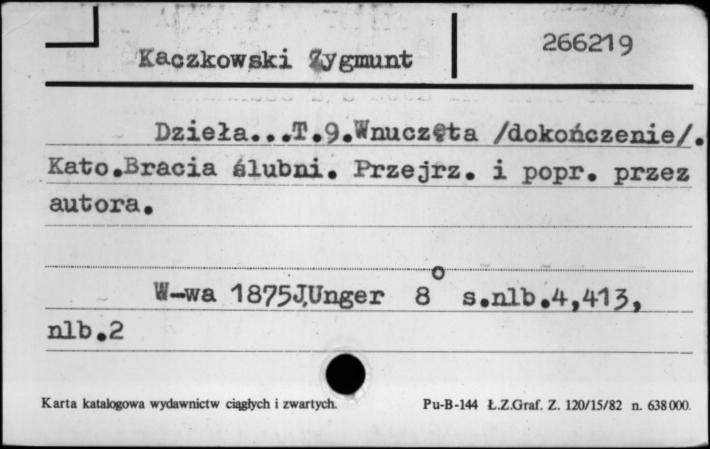 Kaczkowski Zygmunt
266219
Dzieła...T.9.Wnuczęta /dokończenie/.
Kato.Bracia ślubni. Przejrz. i popr. przez
autora.
W-wa 1875J.Unger 8° s.nlb.4,413,
nlb.2
Karta katalogowa wydawnictw ciągłych i zwartych.
Pu-B-144 Ł.Z.Graf. Z. 120/15/82 n. 638000.